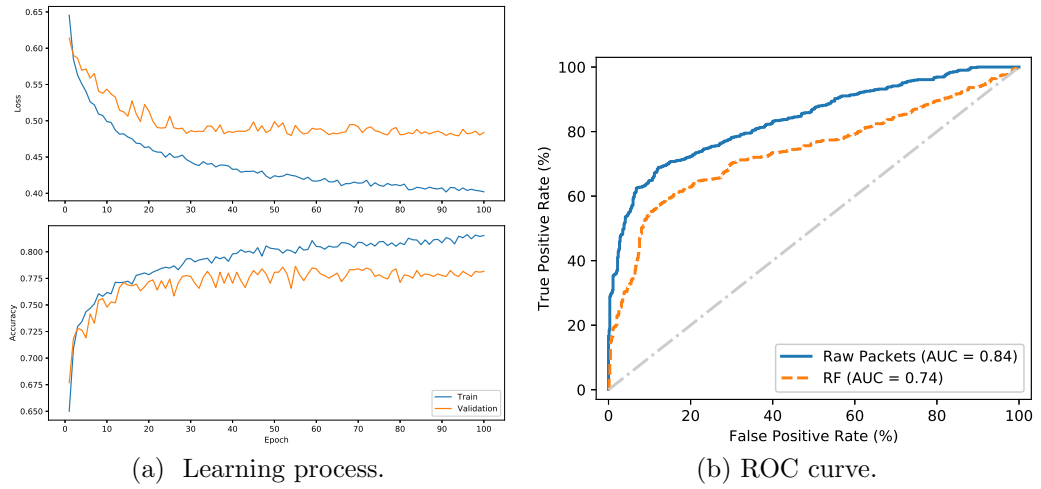 0.65
0.60
0.55
0.50
0.45
0.40
Loss
0 10 20 30 40 50 60 70 80 90 100
0.800
0.775
0.750
0.725
0.700
0.675
0.650
Accuracy
Train
Validation
0 10 20 30 40 50 60 70 80 90 100
Epoch
(a) Learning process.
100
80
60
40
20
0
True Positive Rate (%)
Raw Packets (AUC = 0.84)
RF (AUC = 0.74)
0 20 40 60 80 100
False Positive Rate (%)
(b) ROC curve.